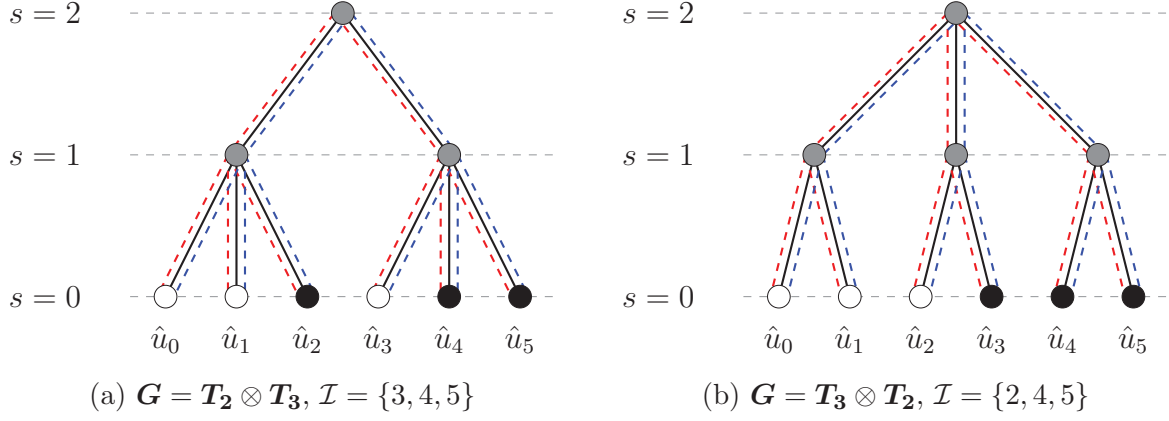 s = 2
s = 1
s = 0
û₀ û₁ û₂ û₃ û₄ û₅
(a) G = T₂ ⊗ T₃, I = {3, 4, 5}
s = 2
s = 1
s = 0
û₀ û₁ û₂ û₃ û₄ û₅
(b) G = T₃ ⊗ T₂, I = {2, 4, 5}